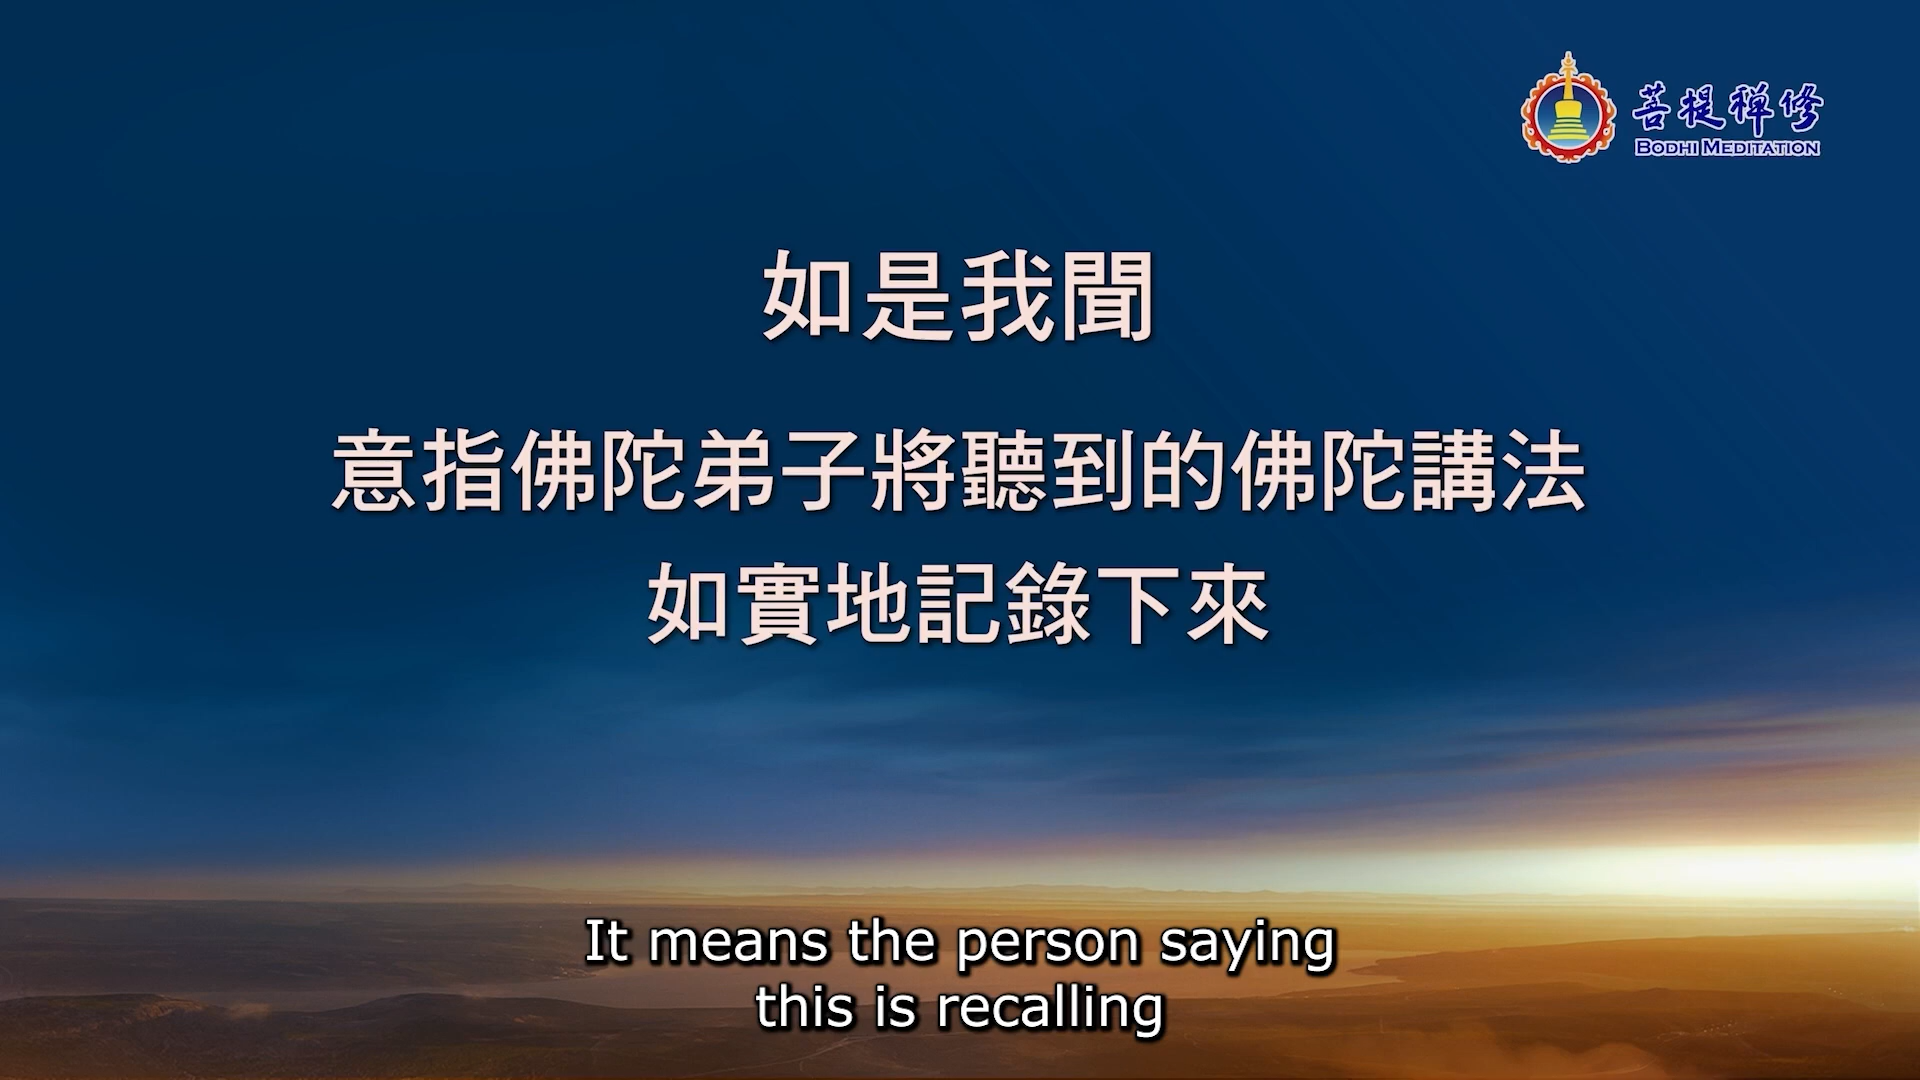 菩提禪修
BODHI MEDITATION
如是我聞
意指佛陀弟子將聽到的佛陀講法
如實地記錄下來
It means the person saying
this is recalling